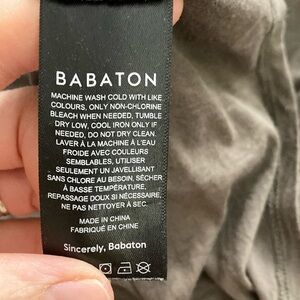 BABATON
MACHINE WASH COLD WITH LIKE
COLOURS, ONLY NON-CHLORINE
BLEACH WHEN NEEDED, TUMBLE
DRY LOW, COOL IRON ONLY IF
NEEDED, DO NOT DRY CLEAN.
LAVER À LA MACHINE À L'EAU
FROIDE AVEC COULEURS
SEMBLABLES, UTILISER
SEULEMENT UN JAVELLISANT
SANS CHLORE AU BESOIN, SÉCHER
À BASSE TEMPÉRATURE,
REPASSAGE DOUX SI NÉCESSAIRE,
NE PAS NETTOYER À SEC.
MADE IN CHINA
FABRIQUÉ EN CHINE
Sincerely, Babaton